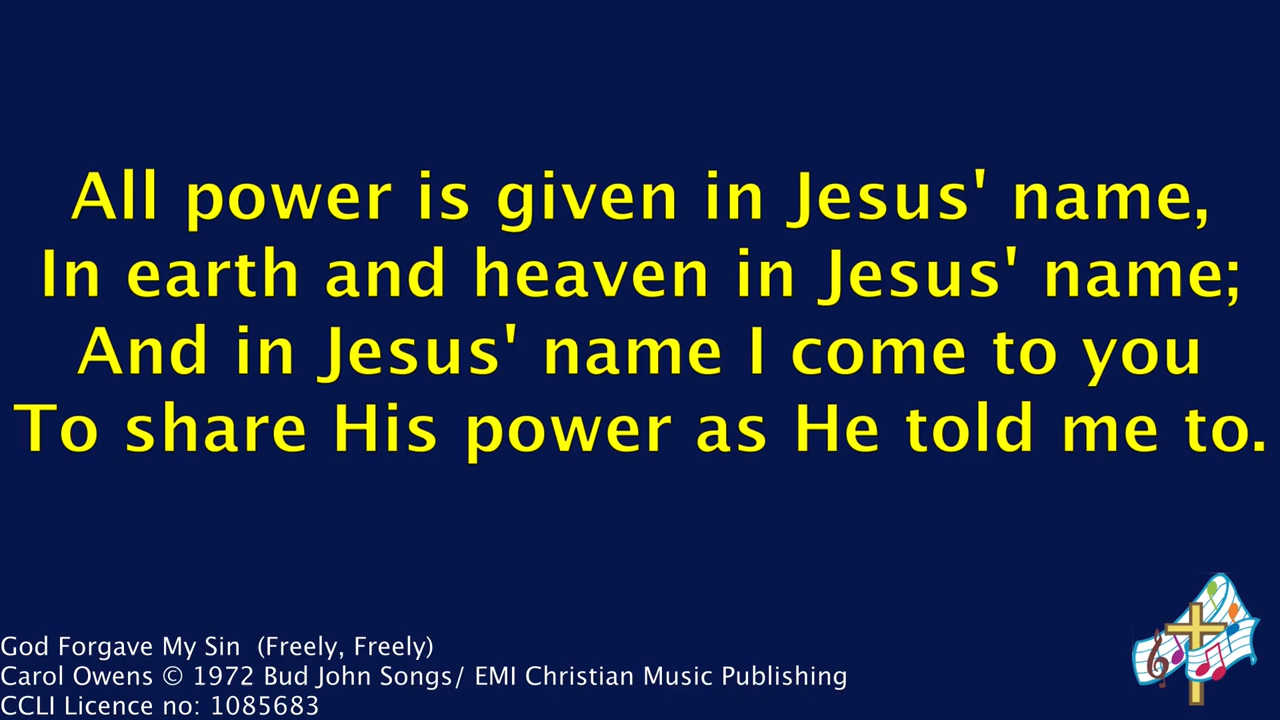 All power is given in Jesus' name,
In earth and heaven in Jesus' name;
And in Jesus' name I come to you
To share His power as He told me to.
God Forgave My Sin  (Freely, Freely)
Carol Owens © 1972 Bud John Songs/ EMI Christian Music Publishing
CCLI Licence no: 1085683